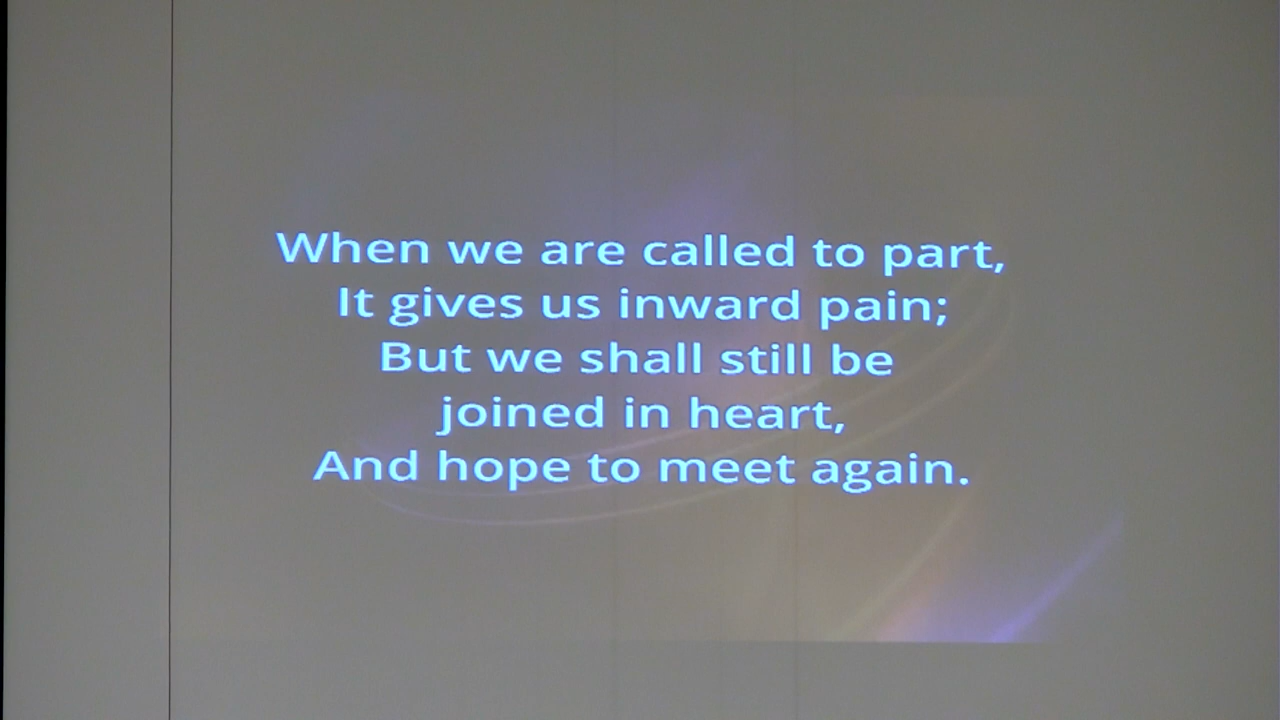 When we are called to part,
It gives us inward pain;
But we shall still be
joined in heart,
And hope to meet again.